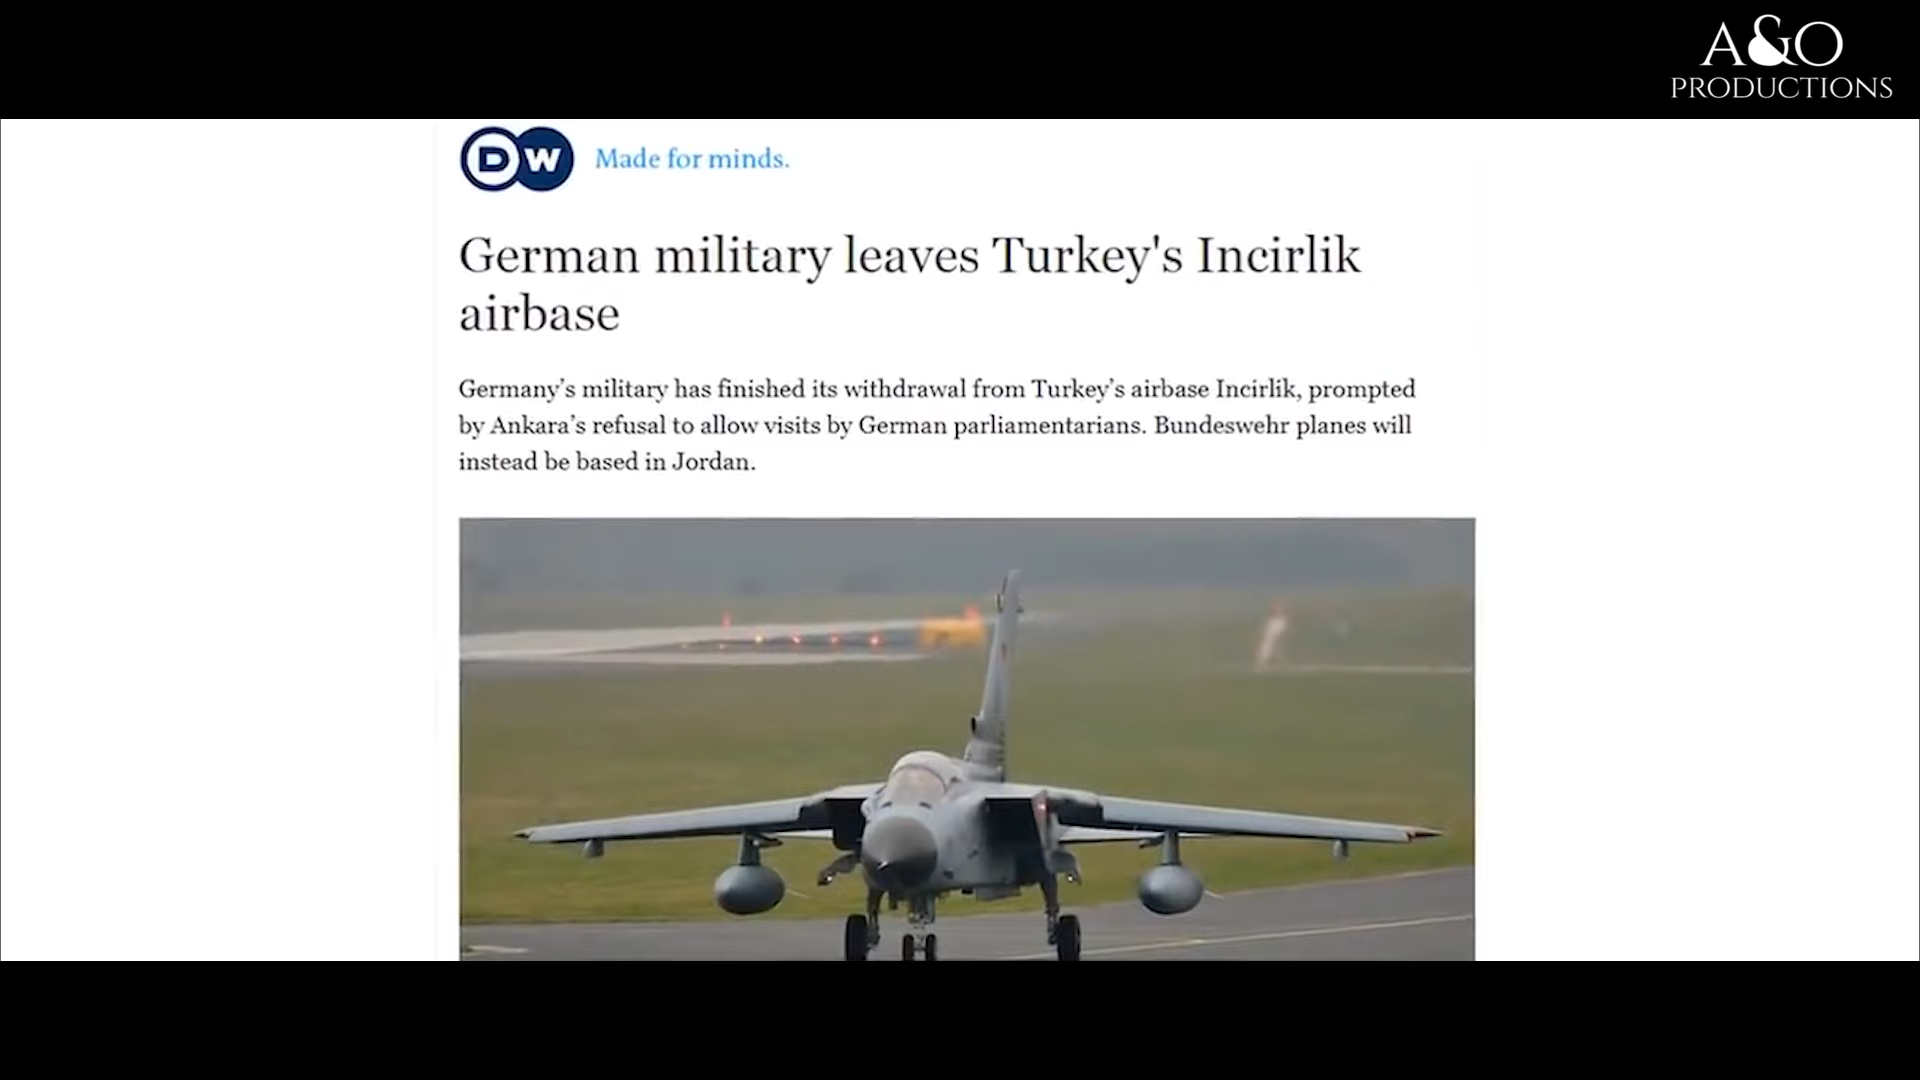 A&O
PRODUCTIONS
DW Made for minds.
German military leaves Turkey's Incirlik
airbase
Germany’s military has finished its withdrawal from Turkey’s airbase Incirlik, prompted
by Ankara’s refusal to allow visits by German parliamentarians. Bundeswehr planes will
instead be based in Jordan.